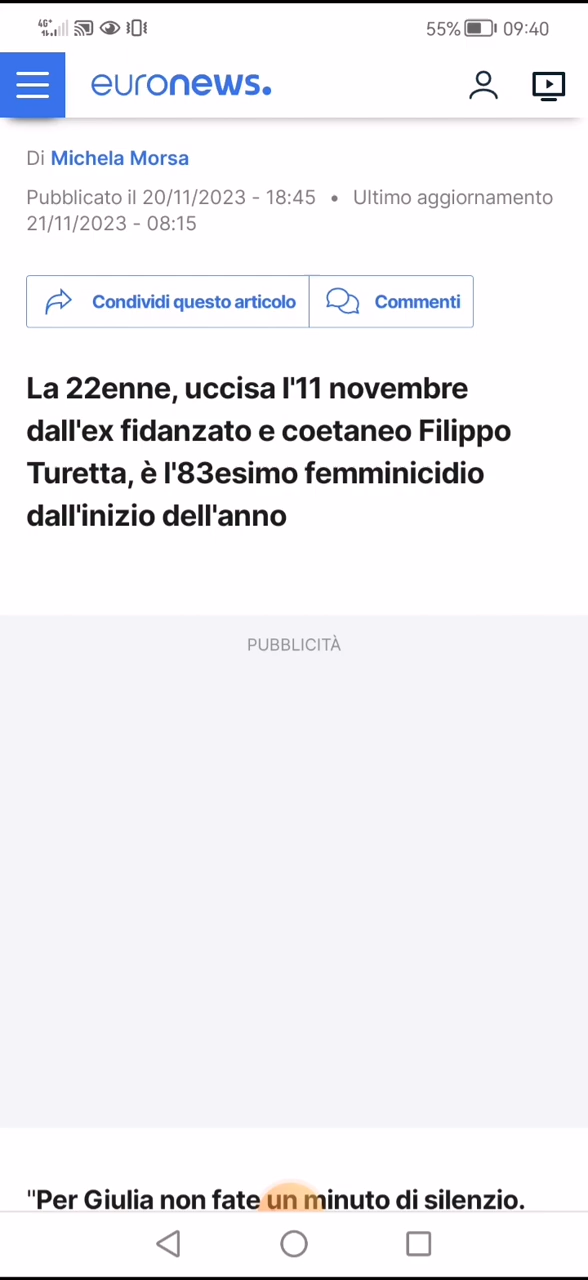 4G+
55% 09:40
euronews.
Di Michela Morsa
Pubblicato il 20/11/2023 - 18:45 • Ultimo aggiornamento
21/11/2023 - 08:15
Condividi questo articolo
Commenti
La 22enne, uccisa l'11 novembre
dall'ex fidanzato e coetaneo Filippo
Turetta, è l'83esimo femminicidio
dall'inizio dell'anno
PUBBLICITÀ
"Per Giulia non fate un minuto di silenzio.